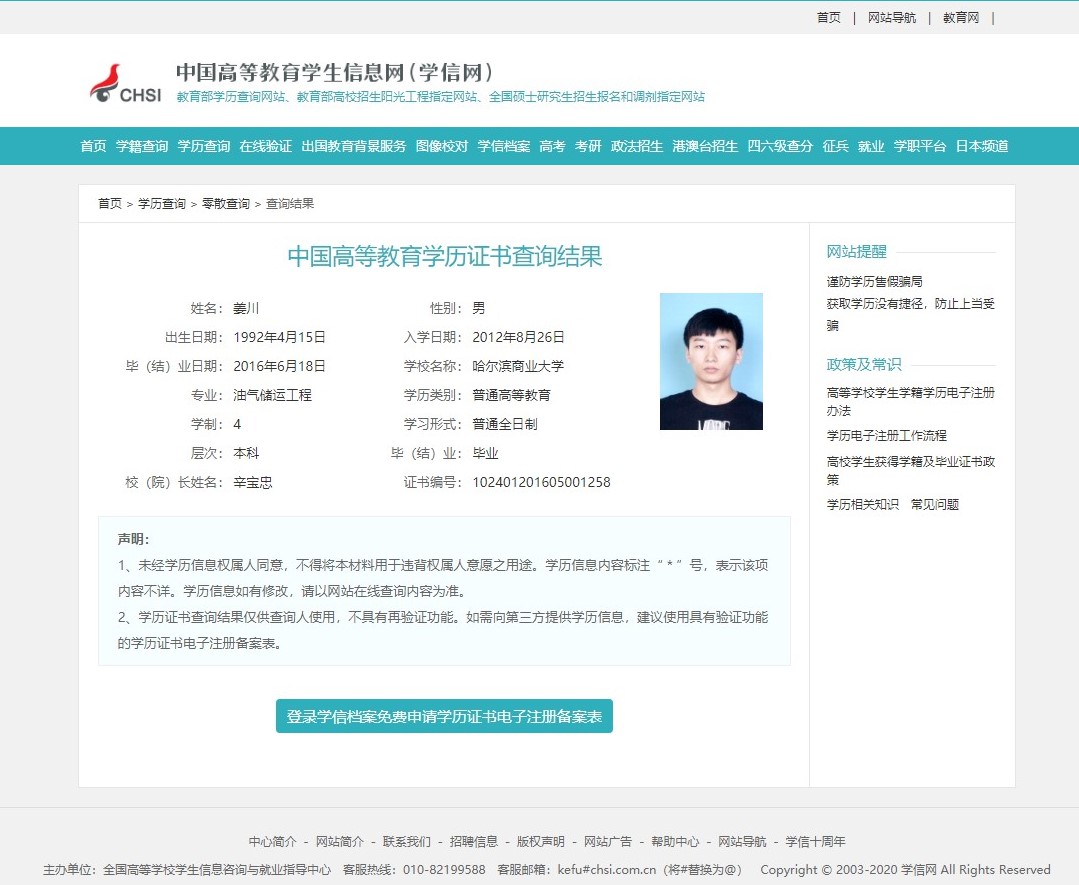 首页 | 网站导航 | 教育网 |
CHSI
中国高等教育学生信息网（学信网）
教育部学历查询网站、教育部高校招生阳光工程指定网站、全国硕士研究生招生报名和调剂指定网站
首页 学籍查询 学历查询 在线验证 出国教育背景服务 图像校对 学信档案 高考 考研 政法招生 港澳台招生 四六级查分 征兵 就业 学职平台 日本频道
首页 > 学历查询 > 零散查询 > 查询结果
中国高等教育学历证书查询结果
姓名： 姜川 性别： 男
出生日期： 1992年4月15日 入学日期： 2012年8月26日
毕（结）业日期： 2016年6月18日 学校名称： 哈尔滨商业大学
专业： 油气储运工程 学历类别： 普通高等教育
学制： 4 学习形式： 普通全日制
层次： 本科 毕（结）业： 毕业
校（院）长姓名： 辛宝忠 证书编号： 102401201605001258
声明：
1、未经学历信息权属人同意，不得将本材料用于违背权属人意愿之用途。学历信息内容标注“*”号，表示该项
内容不详。学历信息如有修改，请以网站在线查询内容为准。
2、学历证书查询结果仅供查询人使用，不具有再验证功能。如需向第三方提供学历信息，建议使用具有验证功能
的学历证书电子注册备案表。
登录学信档案免费申请学历证书电子注册备案表
网站提醒
谨防学历售假骗局
获取学历没有捷径，防止上当受
骗
政策及常识
高等学校学生学籍学历电子注册
办法
学历电子注册工作流程
高校学生获得学籍及毕业证书政
策
学历相关知识 常见问题
中心简介 - 网站简介 - 联系我们 - 招聘信息 - 版权声明 - 网站广告 - 帮助中心 - 网站导航 - 学信十周年
主办单位：全国高等学校学生信息咨询与就业指导中心 客服热线：010-82199588 客服邮箱：kefu#chsi.com.cn（将#替换为@） Copyright © 2003-2020 学信网 All Rights Reserved